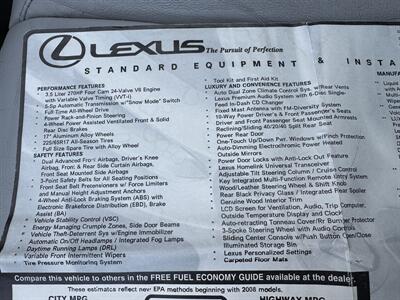 LEXUS The Pursuit of Perfection
STANDARD EQUIPMENT & INSTA
PERFORMANCE FEATURES
• 3.5 Liter 270HP Four Cam 24-Valve V6 Engine
with Variable Valve Timing (VVT-i)
• 5-Sp Automatic Transmission w/"Snow Mode" Switch
• Full Time All-Wheel Drive
• Power Rack-and-Pinion Steering
• 4-Wheel Power Assisted Ventilated Front & Solid
Rear Disc Brakes
• 17" Aluminum Alloy Wheels
• 225/65R17 All-Season Tires
• Full Size Spare Tire with Alloy Wheel
SAFETY FEATURES
• Dual Advanced Fr Airbags, Driver's Knee
Airbag, Front & Rear Side Curtain Airbags,
Front Seat Mounted Side Airbags
• 3-Point Safety Belts for All Seating Positions
• Front Seat Belt Pretensioners w/ Force Limiters
and Manual Height Adjustment Anchors
• 4-Wheel Anti-Lock Braking System (ABS) with
Electronic Brakeforce Distribution (EBD), Brake
Assist (BA)
• Vehicle Stability Control (VSC)
• Energy Managing Crumple Zones, Side Door Beams
• Vehicle Theft-Deterrent Sys w/Engine Immobilizer
• Automatic On/Off Headlamps / Integrated Fog Lamps
• Daytime Running Lamps (DRL)
• Variable Front Intermittent Wipers
• Tire Pressure Monitoring System
• Tool Kit and First Aid Kit
LUXURY AND CONVENIENCE FEATURES
• Auto Dual Zone Climate Control Sys. w/Rear Vents
• Lexus Premium Audio System with 6-Disc Single-
Feed In-Dash CD Changer
• Fixed Mast Antenna with FM-Diversity System
• 10-Way Power Driver's & Front Passenger's Seat
• Driver and Front Passenger Seat Mounted Armrests
• Reclining/Sliding 40/20/40 Split Rear Seat
• Power Rear Door
• One-Touch Up/Down Pwr. Windows w/Pinch Protection
• Auto-Dimming Electrochromic Power Heated
Outside Mirrors
• Power Door Locks with Anti-Lock Out Feature
• Lexus Homelink Universal Transceiver
• Adjustable Tilt Steering Column / Cruise Control
• Key Integrated Multi-Function Remote Entry System
• Wood/Leather Steering Wheel & Shift Knob
• Rear Black Privacy Glass / Integrated Rear Spoiler
• Genuine Wood Interior Trim
• LCD Screen for Ventilation, Audio, Trip Computer,
Outside Temperature Display and Clock
• Auto-retracting Tonneau Cover/Rr Bumper Protector
• 3-Spoke Steering Wheel with Audio Controls
• Sliding Center Console w/Push Button Open/Close
Illuminated Storage Bin
• Lexus Personalized Settings
Carpeted Floor Mats
Compare this vehicle to others in the FREE FUEL ECONOMY GUIDE available at the dealer.
These estimates reflect new EPA methods beginning with 2008 models.
CITY MPG HIGHWAY MPG